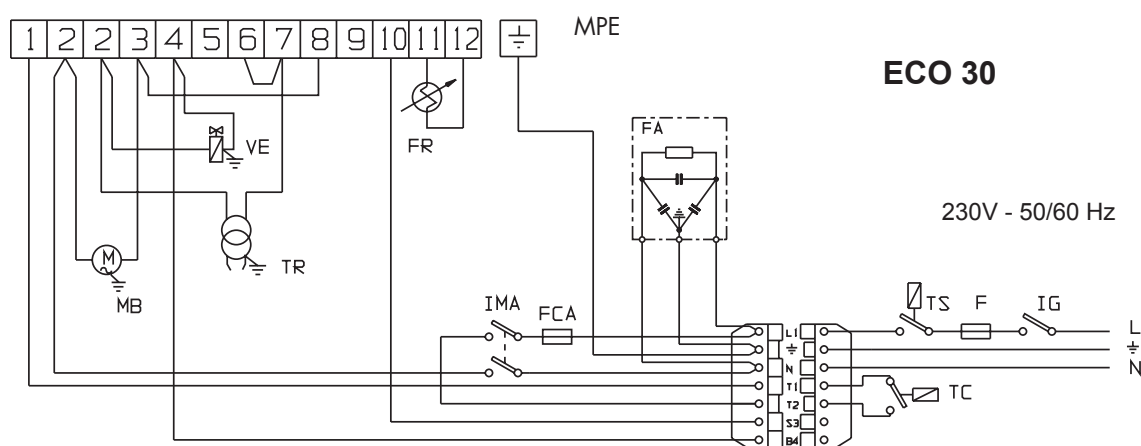 MPE
1 2 2 3 4 5 6 7 8 9 10 11 12
ECO 30
FA
VE
FR
230V - 50/60 Hz
TR
MB
IMA
FCA
TS
F
IG
L1
L
N
N
T1
TC
T2
S3
B4